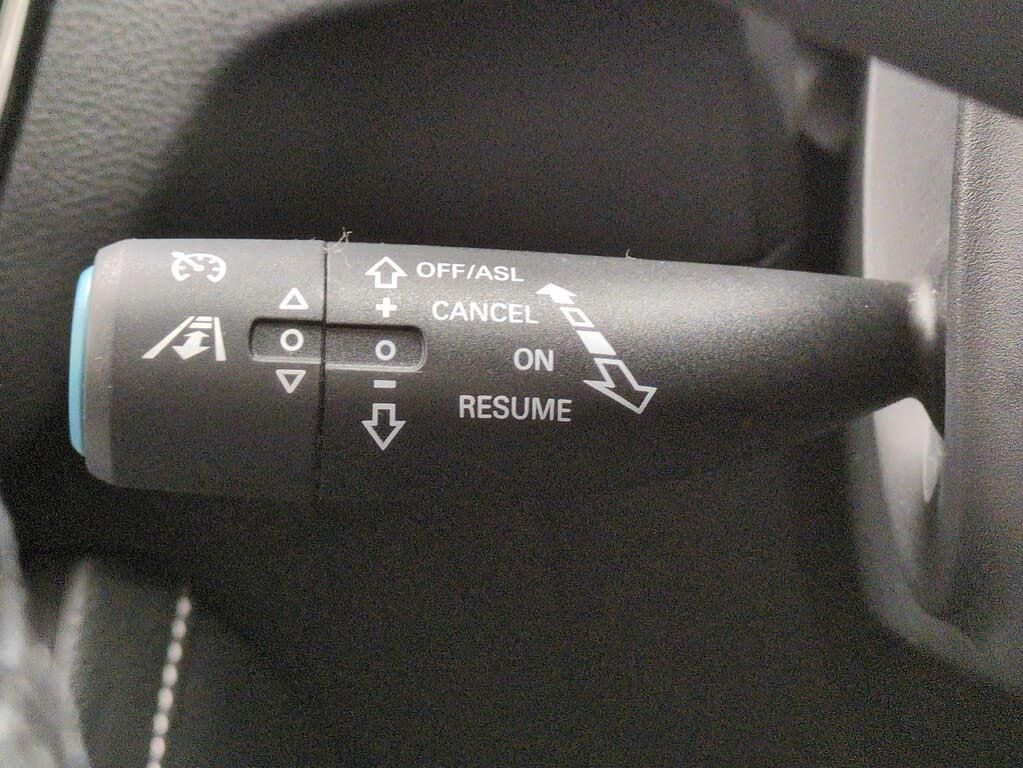 OFF/ASL
+
CANCEL
ON
−
RESUME